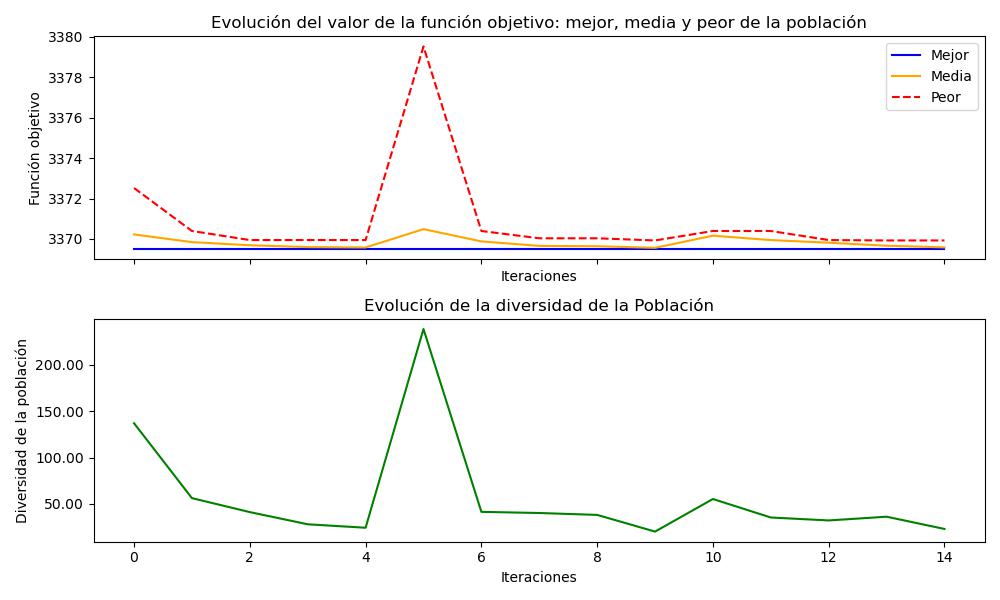 Evolución del valor de la función objetivo: mejor, media y peor de la población
3380
3378
3376
3374
3372
3370
Función objetivo
Mejor
Media
Peor
Iteraciones
Evolución de la diversidad de la Población
200.00
150.00
100.00
50.00
Diversidad de la población
0 2 4 6 8 10 12 14
Iteraciones